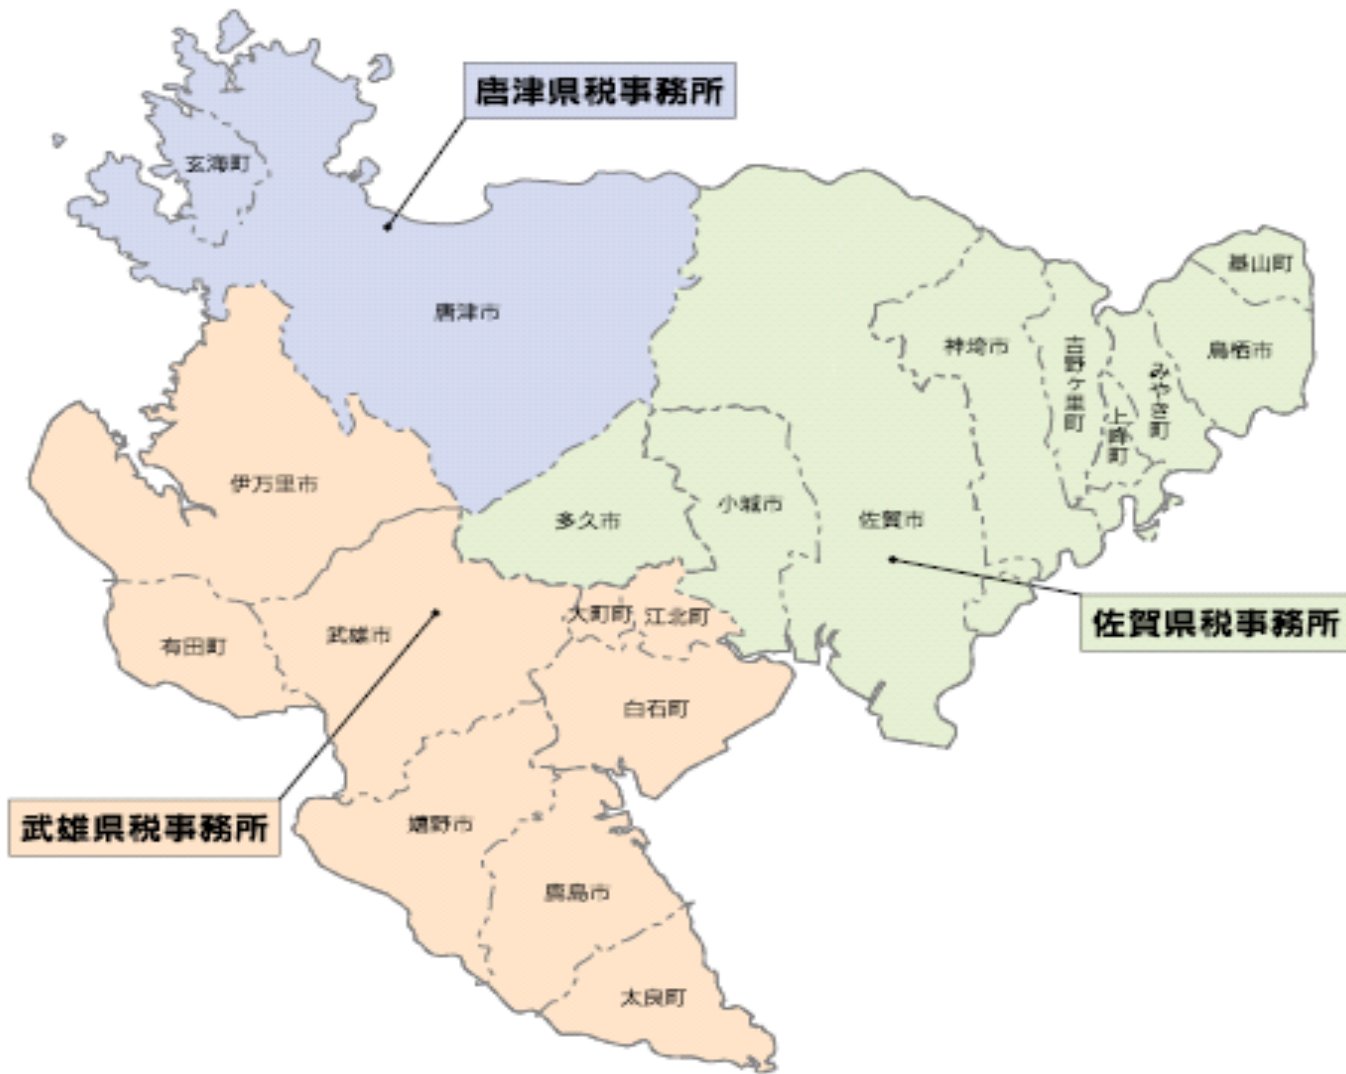 唐津県税事務所
玄海町
唐津市
基山町
鳥栖市
神埼市
吉野ヶ里町
みやき町
上峰町
伊万里市
小城市
佐賀市
多久市
大町町
江北町
佐賀県税事務所
武雄市
有田町
白石町
武雄県税事務所
嬉野市
鹿島市
太良町